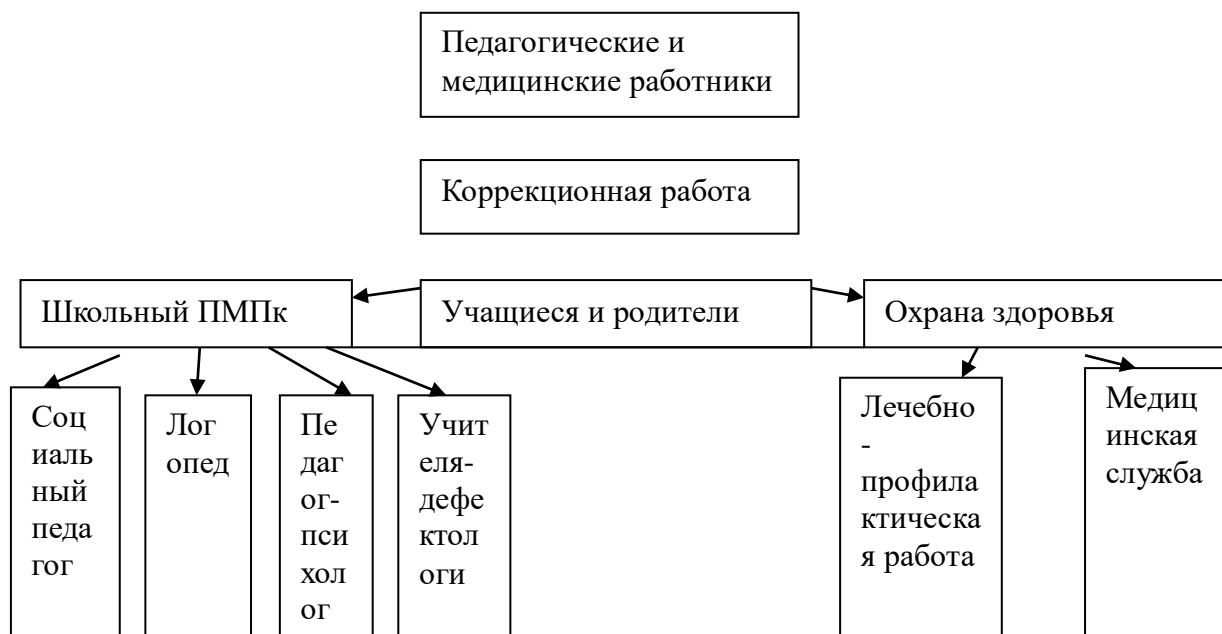 Педагогические и
медицинские работники
Коррекционная работа
Школьный ПМПк
Учащиеся и родители
Охрана здоровья
Соц
иаль
ный
педа
гог
Лог
опед
Пе
даг
ог-
пси
хол
ог
Учит
еля-
дефе
ктол
оги
Лечебно
-
профила
ктическа
я работа
Медиц
инская
служба